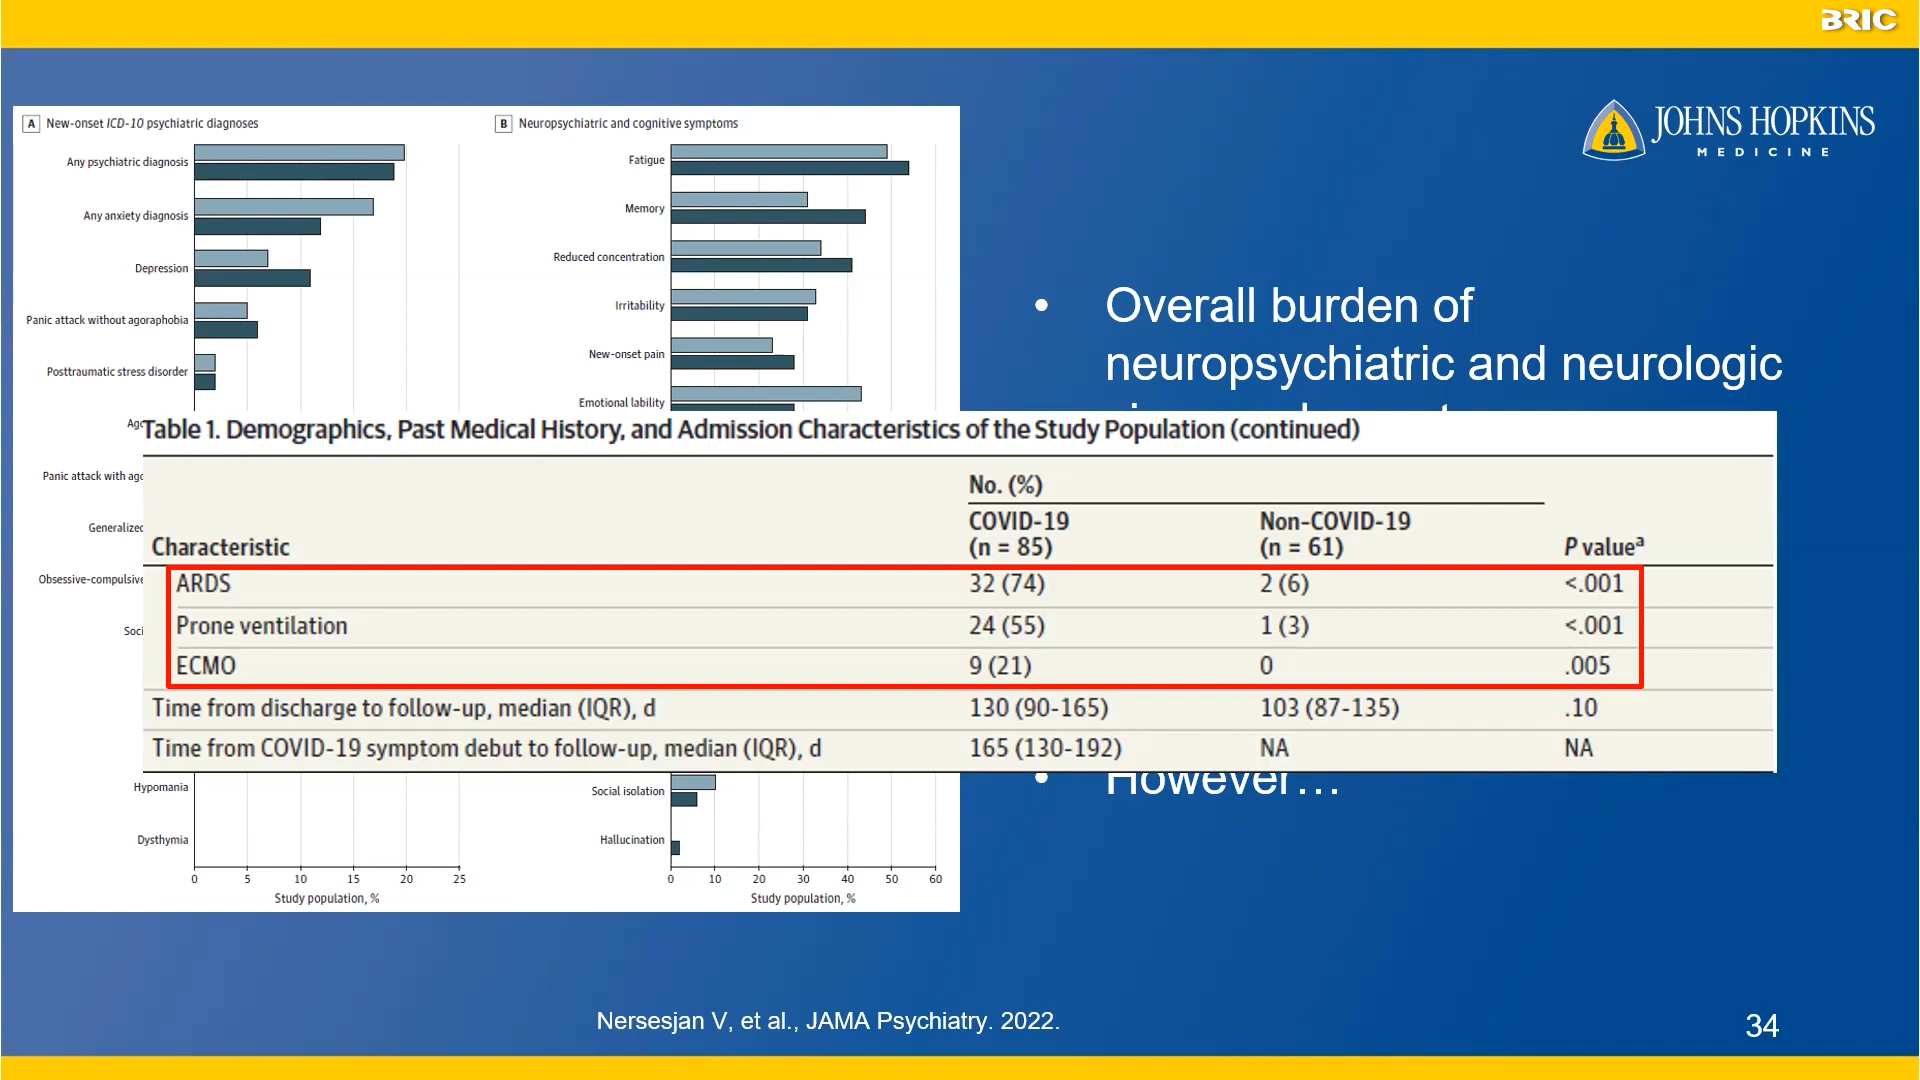 BRIC
JOHNS HOPKINS
MEDICINE
A New-onset ICD-10 psychiatric diagnoses
Any psychiatric diagnosis
Any anxiety diagnosis
Depression
Panic attack without agoraphobia
Posttraumatic stress disorder
Panic attack with
Obsessive-compulsive
Hypomania
Dysthymia
0 5 10 15 20 25
Study population, %
B Neuropsychiatric and cognitive symptoms
Fatigue
Memory
Reduced concentration
Irritability
New-onset pain
Emotional lability
Social isolation
Hallucination
0 10 20 30 40 50 60
Study population, %
• Overall burden of
neuropsychiatric and neurologic
• However…
Table 1. Demographics, Past Medical History, and Admission Characteristics of the Study Population (continued)
No. (%)
COVID-19 Non-COVID-19
Characteristic (n = 85) (n = 61) P valueª
ARDS 32 (74) 2 (6) <.001
Prone ventilation 24 (55) 1 (3) <.001
ECMO 9 (21) 0 .005
Time from discharge to follow-up, median (IQR), d 130 (90-165) 103 (87-135) .10
Time from COVID-19 symptom debut to follow-up, median (IQR), d 165 (130-192) NA NA
Nersesjan V, et al., JAMA Psychiatry. 2022.
34